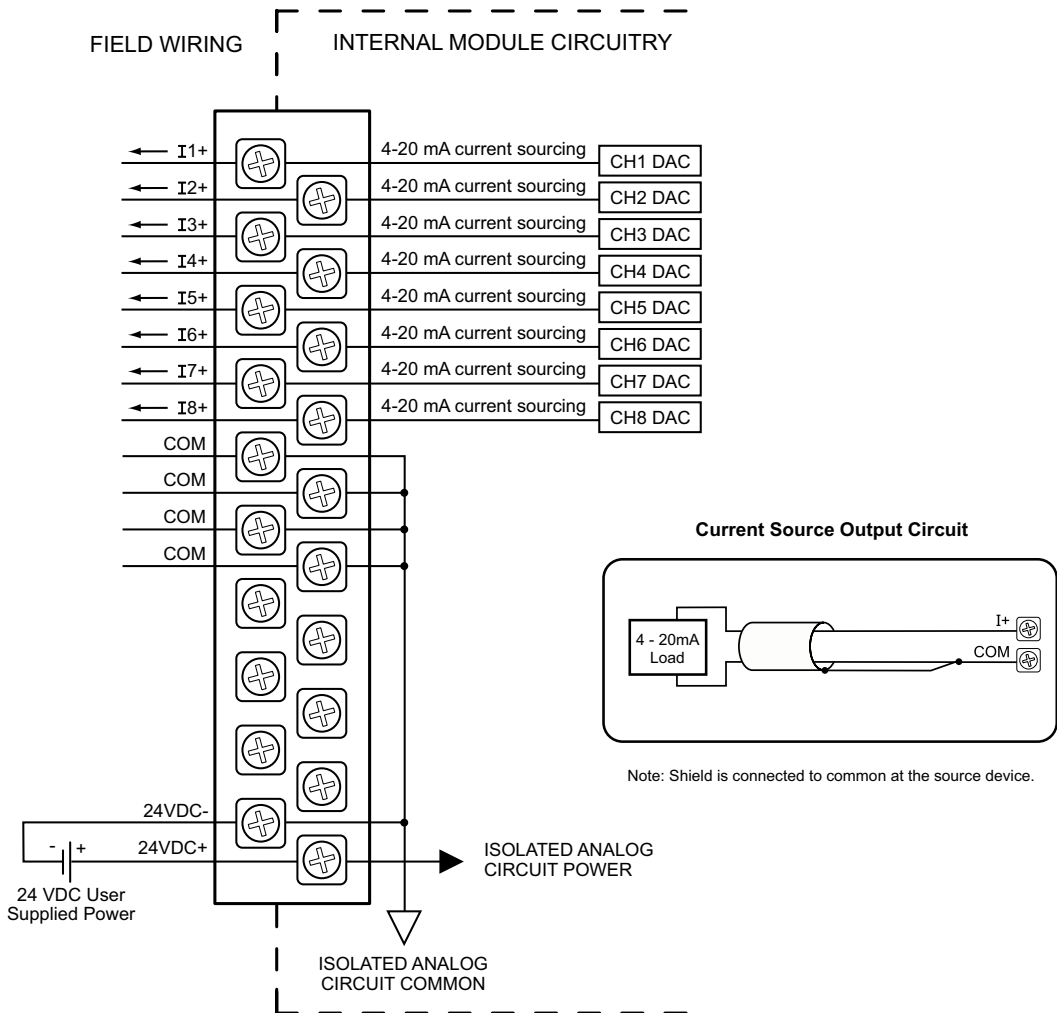 FIELD WIRING
INTERNAL MODULE CIRCUITRY
I1+
4-20 mA current sourcing
CH1 DAC
I2+
4-20 mA current sourcing
CH2 DAC
I3+
4-20 mA current sourcing
CH3 DAC
I4+
4-20 mA current sourcing
CH4 DAC
I5+
4-20 mA current sourcing
CH5 DAC
I6+
4-20 mA current sourcing
CH6 DAC
I7+
4-20 mA current sourcing
CH7 DAC
I8+
4-20 mA current sourcing
CH8 DAC
COM
COM
COM
COM
24VDC-
24VDC+
- +
24 VDC User
Supplied Power
ISOLATED ANALOG
CIRCUIT POWER
ISOLATED ANALOG
CIRCUIT COMMON
Current Source Output Circuit
4 - 20mA
Load
I+
COM
Note: Shield is connected to common at the source device.